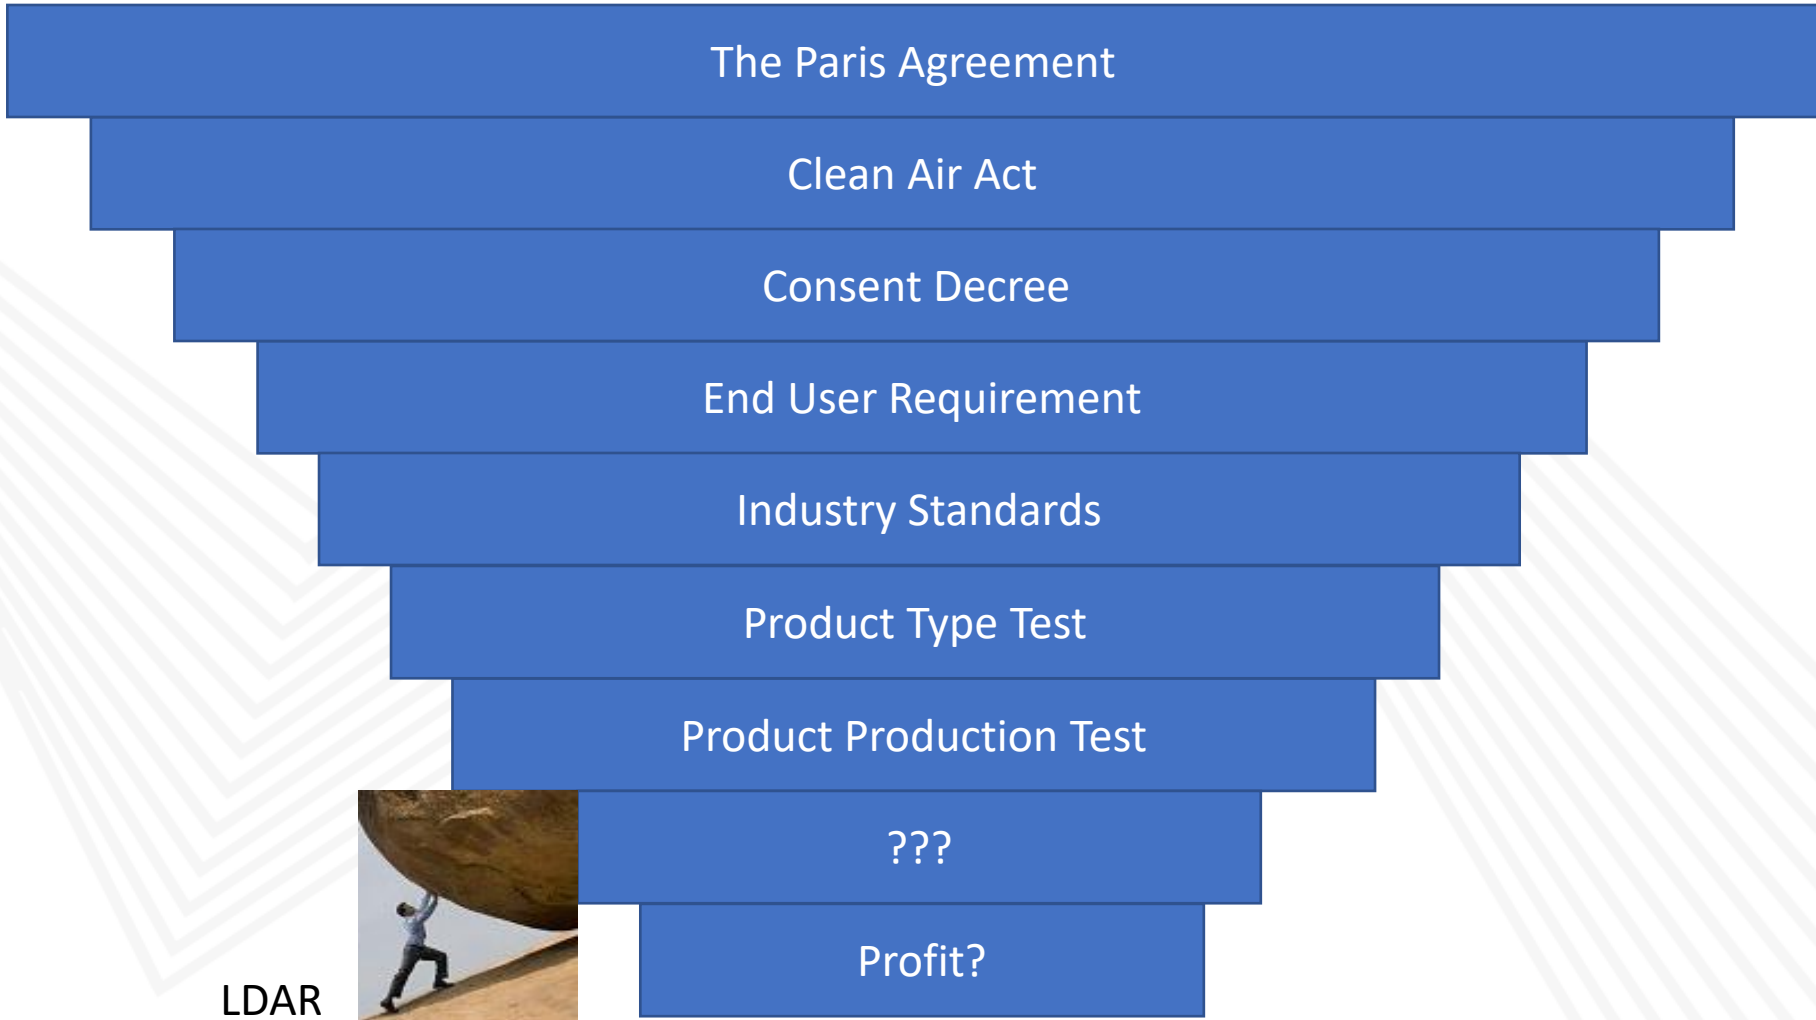 The Paris Agreement
Clean Air Act
Consent Decree
End User Requirement
Industry Standards
Product Type Test
Product Production Test
???
Profit?
LDAR